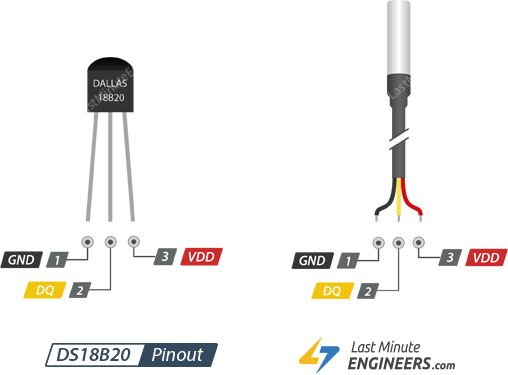 DALLAS
18B20
GND 1
3 VDD
DQ 2
GND 1
3 VDD
DQ 2
DS18B20 Pinout
Last Minute
ENGINEERS.com